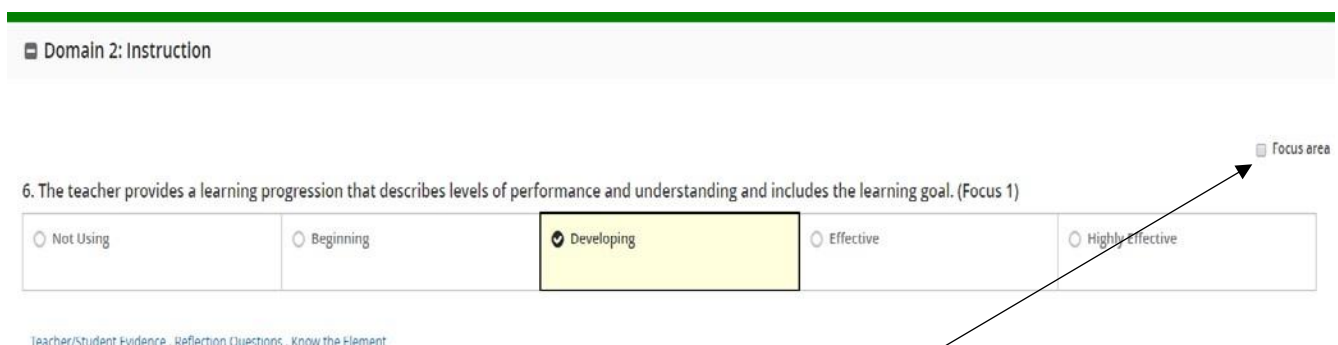 Domain 2: Instruction
Focus area
6. The teacher provides a learning progression that describes levels of performance and understanding and includes the learning goal. (Focus 1)
Not Using Beginning Developing Effective Highly Effective
Teacher/Student Evidence . Reflection Questions . Know the Element